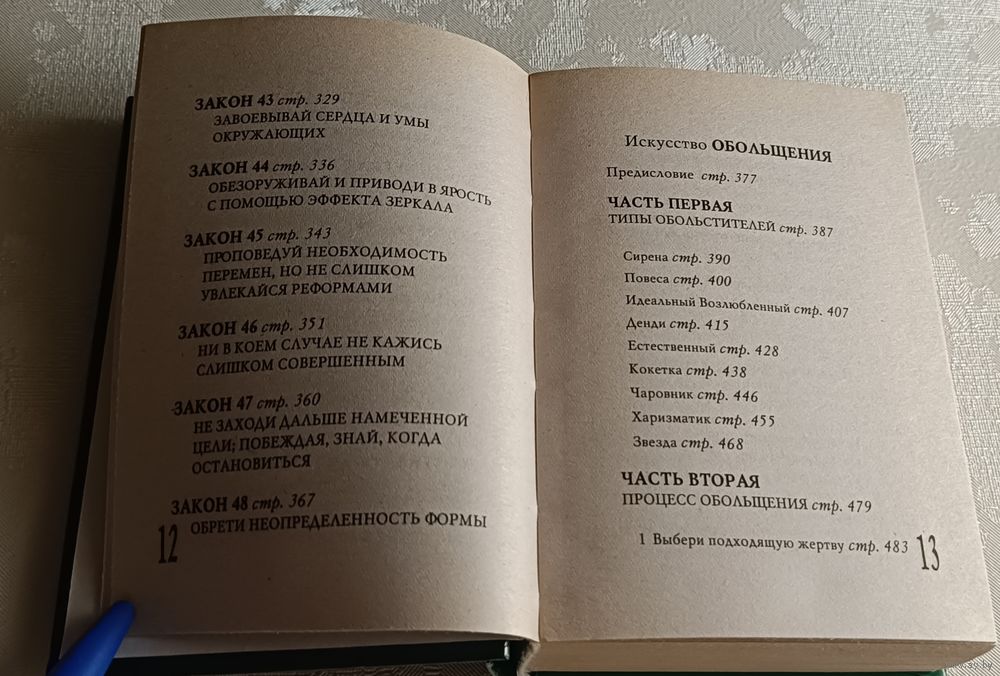 ЗАКОН 43 стр. 329
ЗАВОЕВЫВАЙ СЕРДЦА И УМЫ
ОКРУЖАЮЩИХ
ЗАКОН 44 стр. 336
ОБЕЗОРУЖИВАЙ И ПРИВОДИ В ЯРОСТЬ
С ПОМОЩЬЮ ЭФФЕКТА ЗЕРКАЛА
ЗАКОН 45 стр. 343
ПРОПОВЕДУЙ НЕОБХОДИМОСТЬ
ПЕРЕМЕН, НО НЕ СЛИШКОМ
УВЛЕКАЙСЯ РЕФОРМАМИ
ЗАКОН 46 стр. 351
НИ В КОЕМ СЛУЧАЕ НЕ КАЖИСЬ
СЛИШКОМ СОВЕРШЕННЫМ
ЗАКОН 47 стр. 360
НЕ ЗАХОДИ ДАЛЬШЕ НАМЕЧЕННОЙ
ЦЕЛИ; ПОБЕЖДАЯ, ЗНАЙ, КОГДА
ОСТАНОВИТЬСЯ
ЗАКОН 48 стр. 367
ОБРЕТИ НЕОПРЕДЕЛЕННОСТЬ ФОРМЫ
12
Искусство ОБОЛЬЩЕНИЯ
Предисловие стр. 377
ЧАСТЬ ПЕРВАЯ
ТИПЫ ОБОЛЬСТИТЕЛЕЙ стр. 387
Сирена стр. 390
Повеса стр. 400
Идеальный Возлюбленный стр. 407
Денди стр. 415
Естественный стр. 428
Кокетка стр. 438
Чаровник стр. 446
Харизматик стр. 455
Звезда стр. 468
ЧАСТЬ ВТОРАЯ
ПРОЦЕСС ОБОЛЬЩЕНИЯ стр. 479
1 Выбери подходящую жертву стр. 483
13